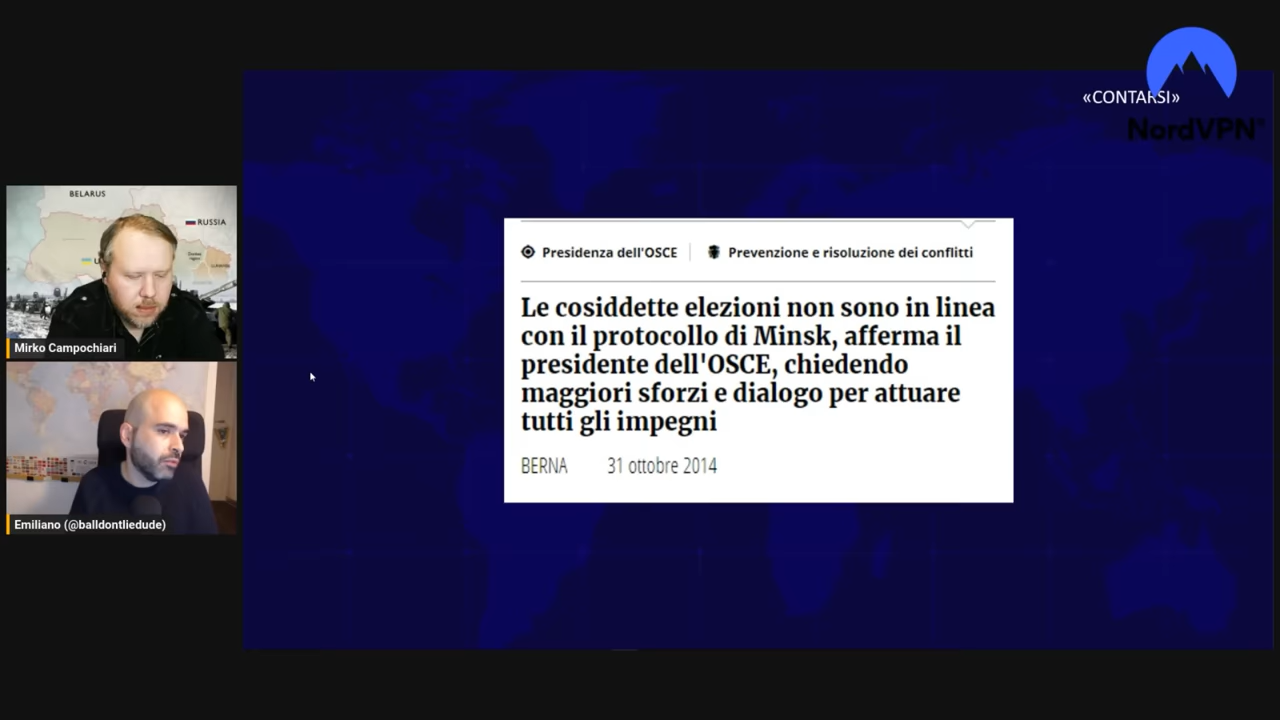 «CONTARSI»
NordVPN®
BELARUS
RUSSIA
Mirko Campochiari
Emiliano (@balldontliedude)
Presidenza dell'OSCE
Prevenzione e risoluzione dei conflitti
Le cosiddette elezioni non sono in linea
con il protocollo di Minsk, afferma il
presidente dell'OSCE, chiedendo
maggiori sforzi e dialogo per attuare
tutti gli impegni
BERNA 31 ottobre 2014